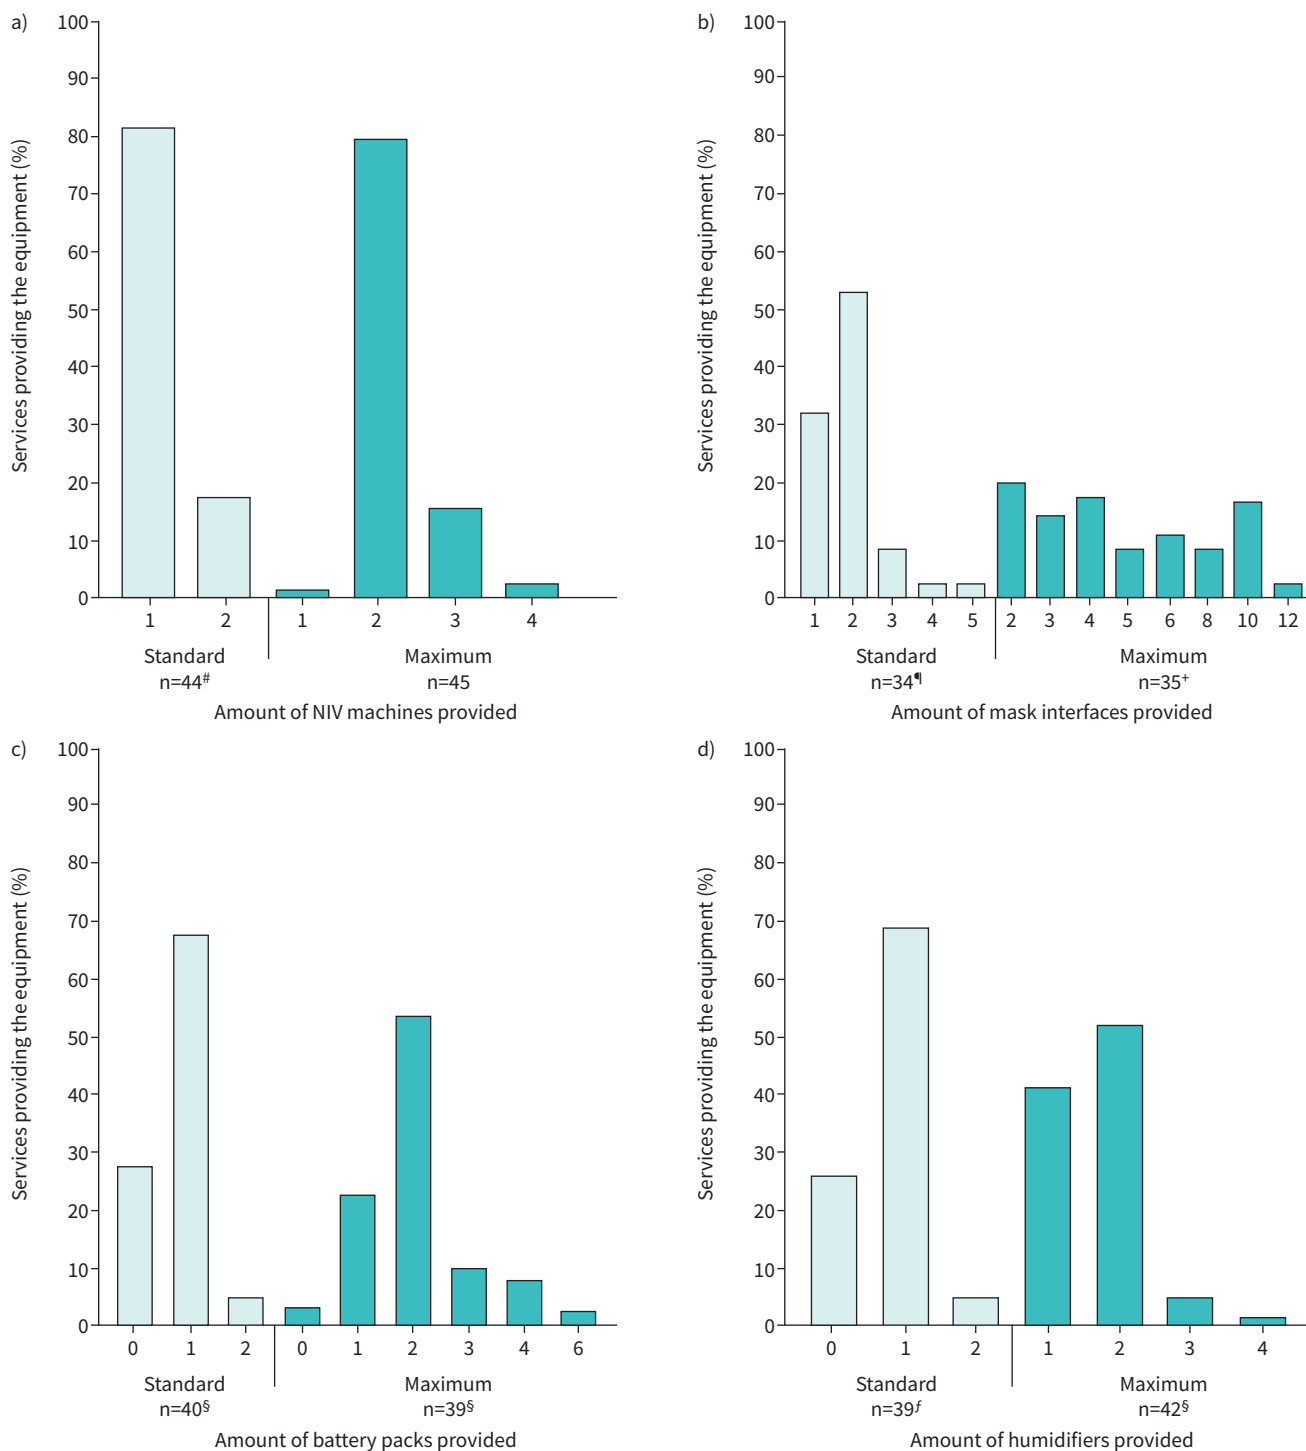 a)
100
90
80
70
60
50
40
30
20
10
0
Services providing the equipment (%)
1 2 1 2 3 4
Standard Maximum
n=44# n=45
Amount of NIV machines provided
b)
100
90
80
70
60
50
40
30
20
10
0
Services providing the equipment (%)
1 2 3 4 5 2 3 4 5 6 8 10 12
Standard Maximum
n=34¶ n=35+
Amount of mask interfaces provided
c)
100
90
80
70
60
50
40
30
20
10
0
Services providing the equipment (%)
0 1 2 0 1 2 3 4 6
Standard Maximum
n=40§ n=39§
Amount of battery packs provided
d)
100
90
80
70
60
50
40
30
20
10
0
Services providing the equipment (%)
0 1 2 1 2 3 4
Standard Maximum
n=39ƒ n=42§
Amount of humidifiers provided